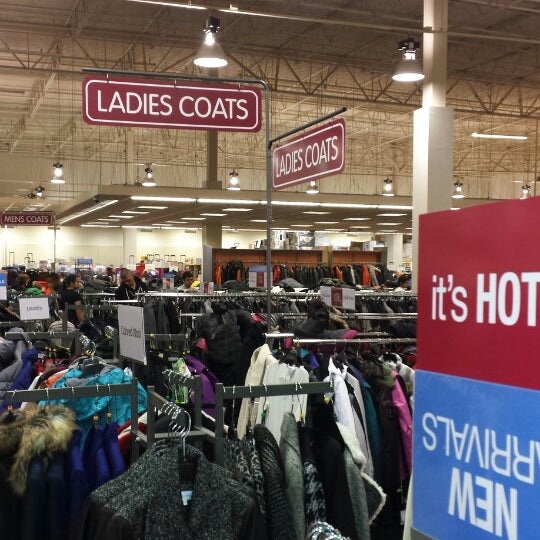 LADIES COATS
LADIES COATS
MENS COATS
it's HOT
NEW
ARRIVALS